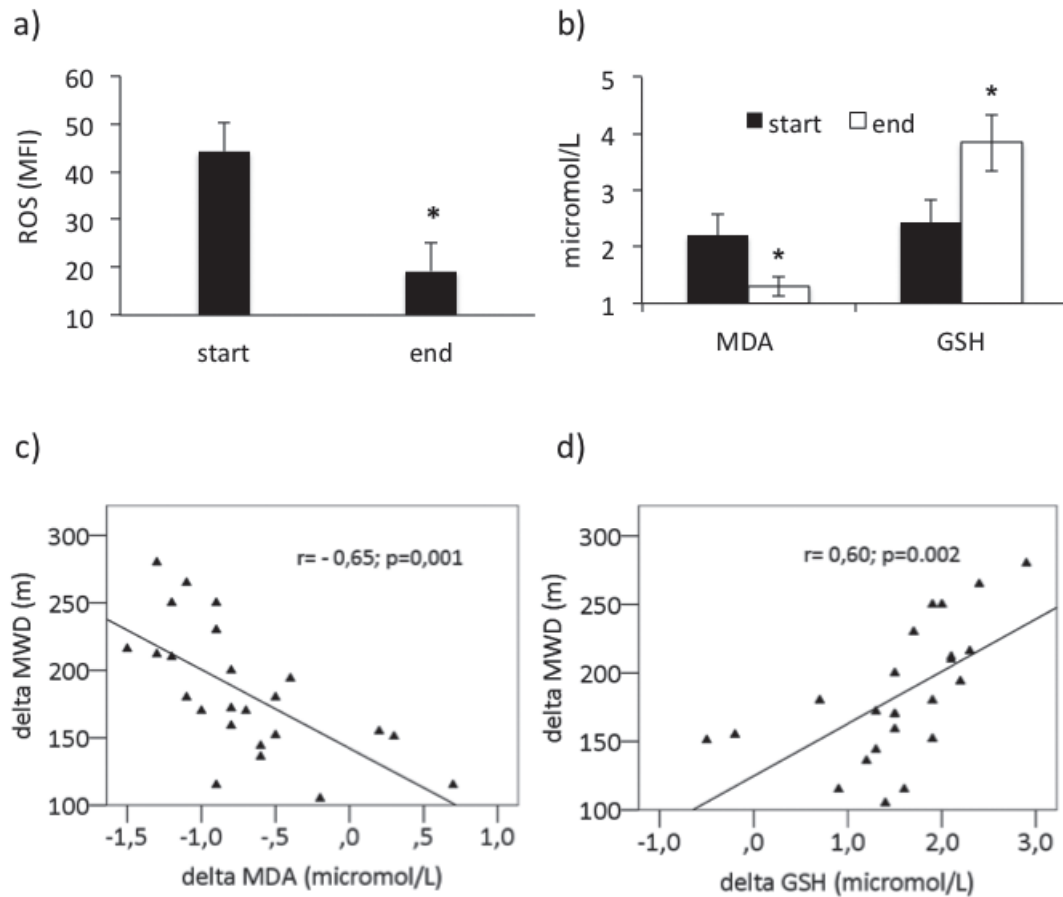 a)
60
50
40
30
20
10
ROS (MFI)
*
start
end
b)
5
4
3
2
1
micromol/L
start end
*
*
MDA
GSH
c)
300
250
200
150
100
delta MWD (m)
r= - 0,65; p=0,001
-1,5 -1,0 -,5 ,0 ,5 1,0
delta MDA (micromol/L)
d)
300
250
200
150
100
delta MWD (m)
r= 0,60; p=0.002
-1,0 ,0 1,0 2,0 3,0
delta GSH (micromol/L)